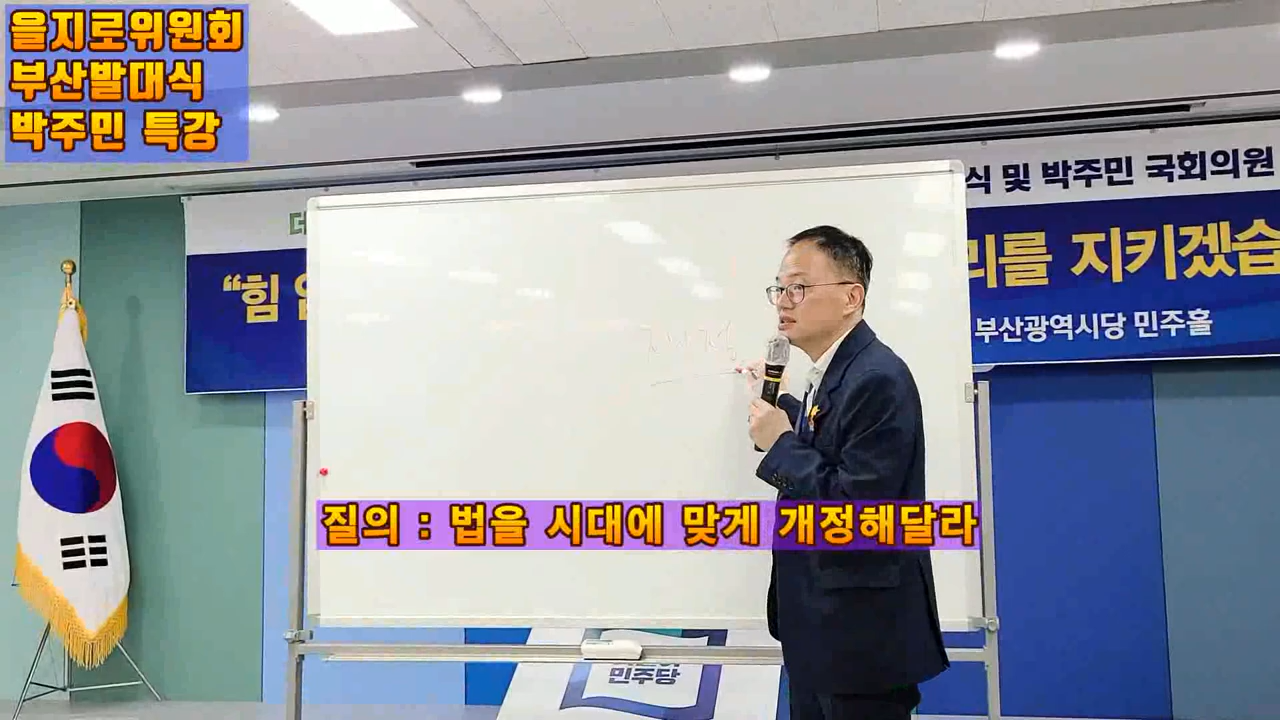 을지로위원회
부산발대식
박주민 특강
식 및 박주민 국회의원
“힘
리를 지키겠습
부산광역시당 민주홀
질의 : 법을 시대에 맞게 개정해달라
민주당